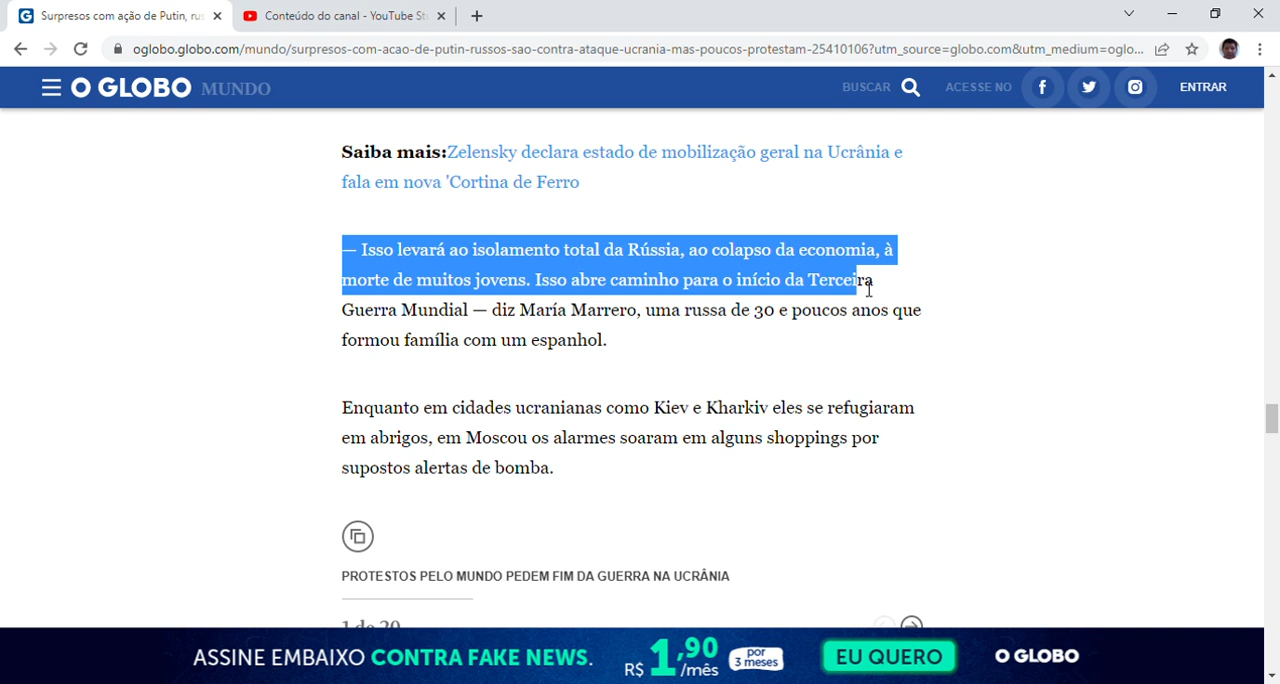 Surpresos com ação de Putin, rus
Conteúdo do canal - YouTube St
oglobo.globo.com/mundo/surpresos-com-acao-de-putin-russos-sao-contra-ataque-ucrania-mas-poucos-protestam-25410106?utm_source=globo.com&utm_medium=oglo...
O GLOBO MUNDO
BUSCAR
ACESSE NO
ENTRAR
Saiba mais:Zelensky declara estado de mobilização geral na Ucrânia e
fala em nova 'Cortina de Ferro
— Isso levará ao isolamento total da Rússia, ao colapso da economia, à
morte de muitos jovens. Isso abre caminho para o início da Terceira
Guerra Mundial — diz María Marrero, uma russa de 30 e poucos anos que
formou família com um espanhol.
Enquanto em cidades ucranianas como Kiev e Kharkiv eles se refugiaram
em abrigos, em Moscou os alarmes soaram em alguns shoppings por
supostos alertas de bomba.
PROTESTOS PELO MUNDO PEDEM FIM DA GUERRA NA UCRÂNIA
1 de 20
ASSINE EMBAIXO CONTRA FAKE NEWS.
R$ 1,90 /mês
por
3 meses
EU QUERO
O GLOBO